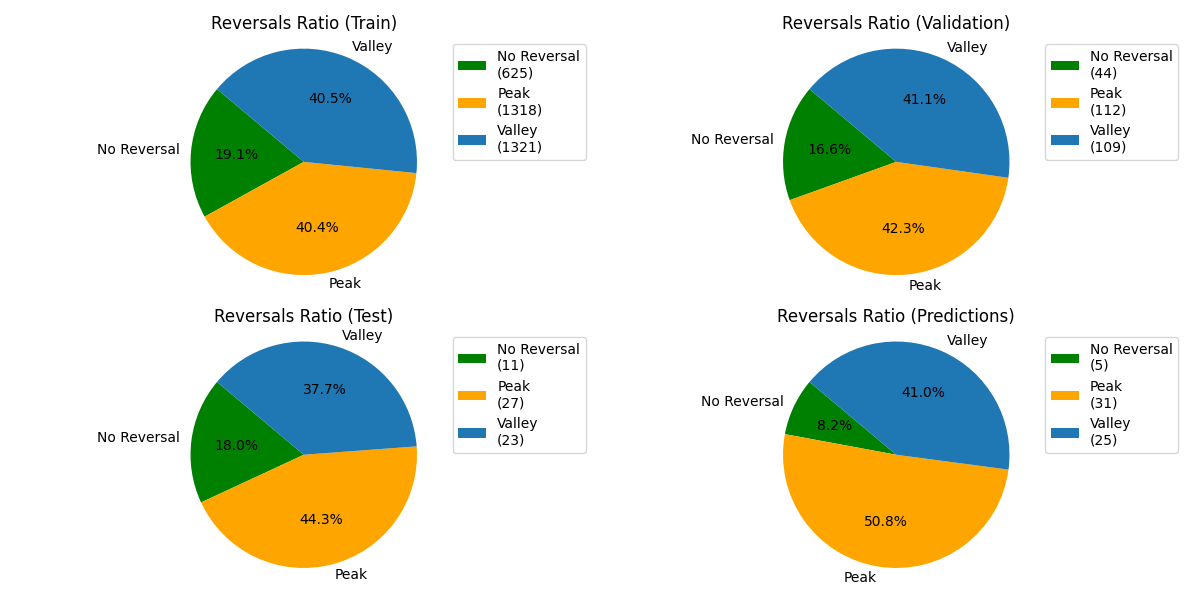 Reversals Ratio (Train)
Valley
No Reversal
Peak
40.5%
19.1%
40.4%
No Reversal
(625)
Peak
(1318)
Valley
(1321)
Reversals Ratio (Validation)
Valley
No Reversal
Peak
41.1%
16.6%
42.3%
No Reversal
(44)
Peak
(112)
Valley
(109)
Reversals Ratio (Test)
Valley
No Reversal
Peak
37.7%
18.0%
44.3%
No Reversal
(11)
Peak
(27)
Valley
(23)
Reversals Ratio (Predictions)
Valley
No Reversal
Peak
41.0%
8.2%
50.8%
No Reversal
(5)
Peak
(31)
Valley
(25)